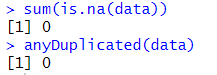 > sum(is.na(data))
[1] 0
> anyDuplicated(data)
[1] 0